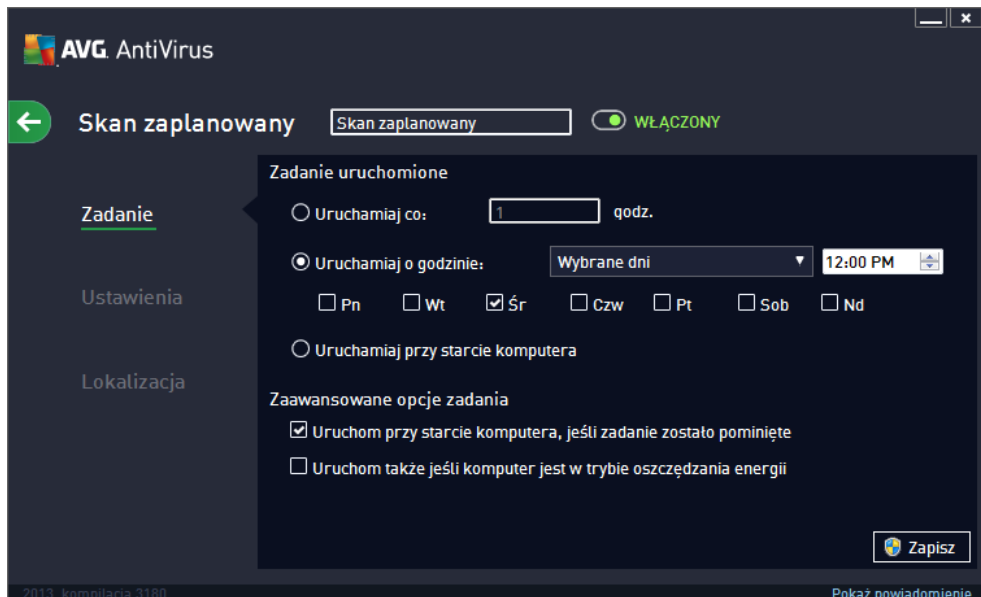 AVG. AntiVirus
Skan zaplanowany
Skan zaplanowany
WŁĄCZONY
Zadanie
Ustawienia
Lokalizacja
Zadanie uruchomione
Uruchamiaj co: 1 godz.
Uruchamiaj o godzinie: Wybrane dni 12:00 PM
Pn Wt Śr Czw Pt Sob Nd
Uruchamiaj przy starcie komputera
Zaawansowane opcje zadania
Uruchom przy starcie komputera, jeśli zadanie zostało pominięte
Uruchom także jeśli komputer jest w trybie oszczędzania energii
Zapisz
2013 kompilacja 3180
Pokaż powiadomienie